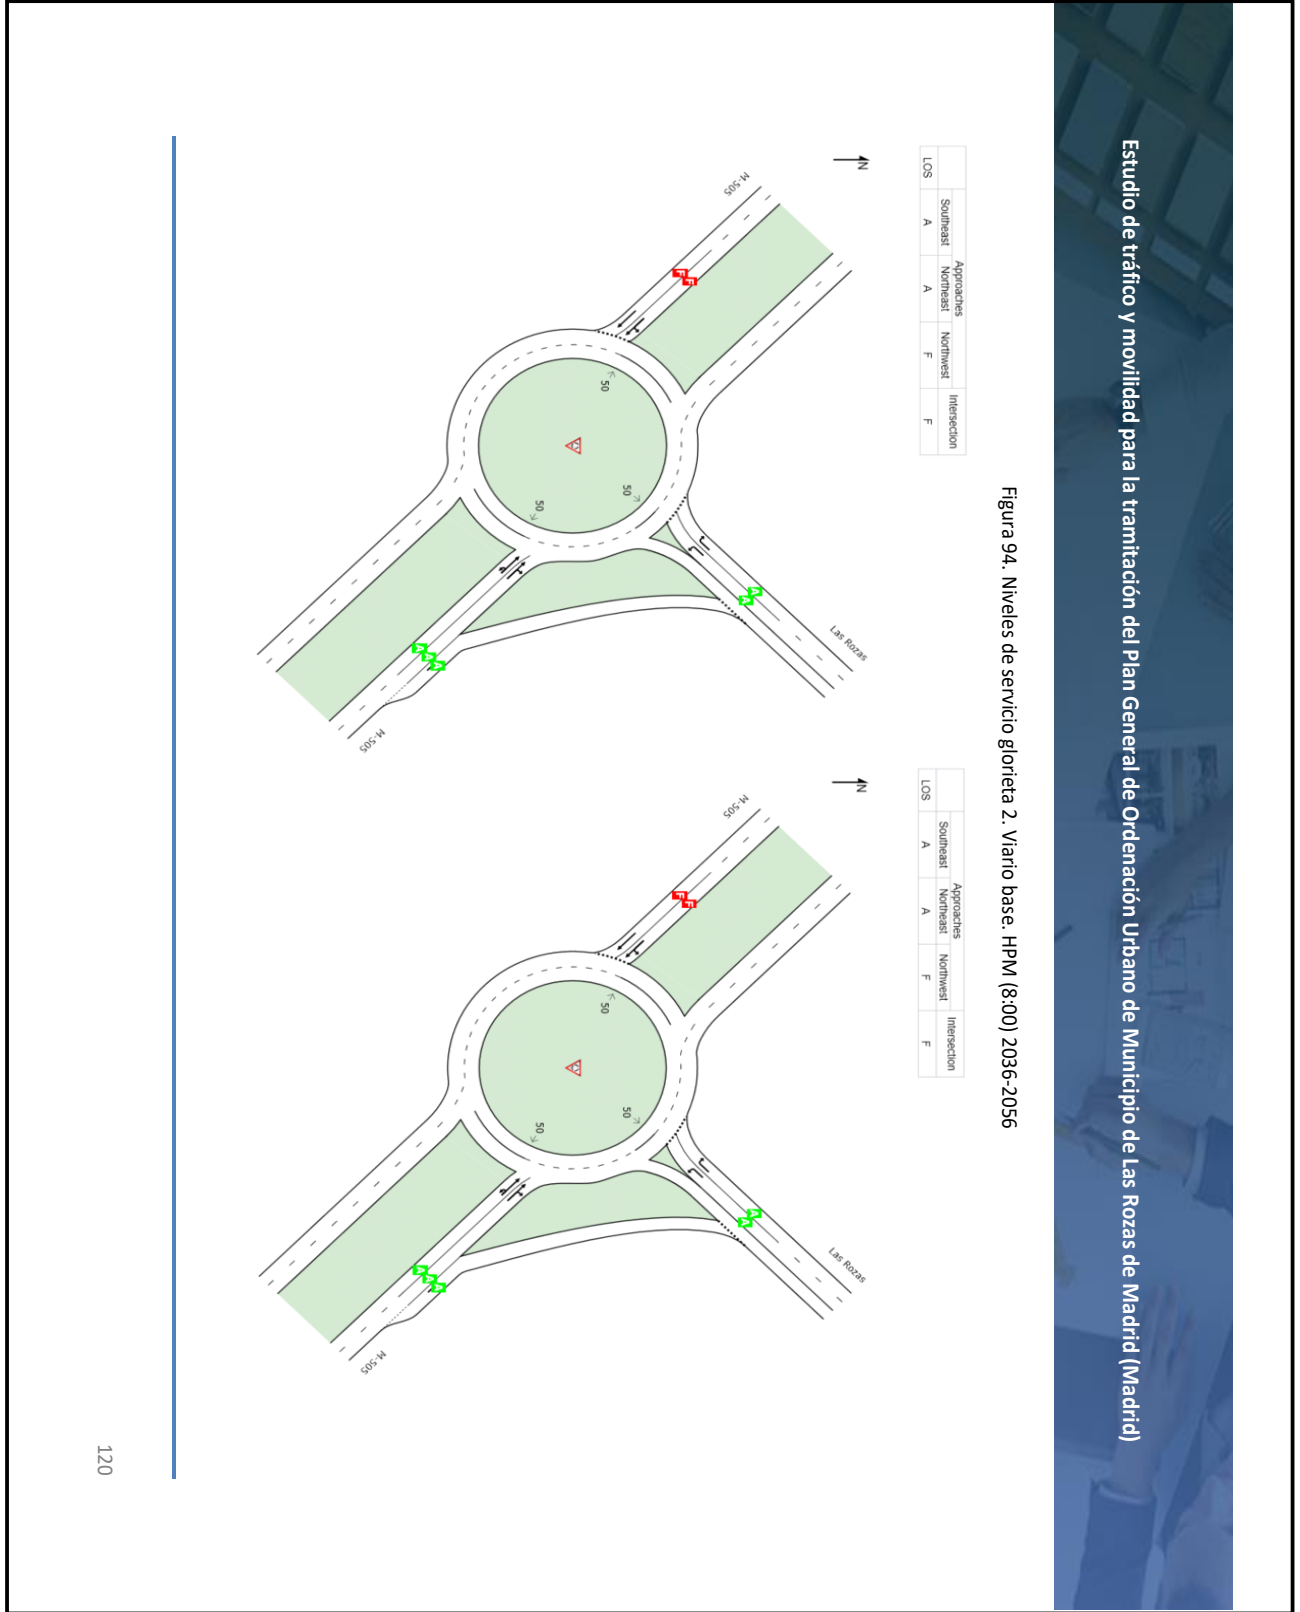 Estudio de tráfico y movilidad para la tramitación del Plan General de Ordenación Urbano de Municipio de Las Rozas de Madrid (Madrid)
Figura 94. Niveles de servicio glorieta 2. Viario base. HPM (8:00) 2036-2056
Approaches Intersection
Southeast Northeast Northwest
LOS A A F F
N
M-505
Las Rozas
F
F
A
A
50
50
50
A
A
A
M-505
Approaches Intersection
Southeast Northeast Northwest
LOS A A F F
N
M-505
Las Rozas
F
F
A
A
50
50
50
A
A
A
M-505
120